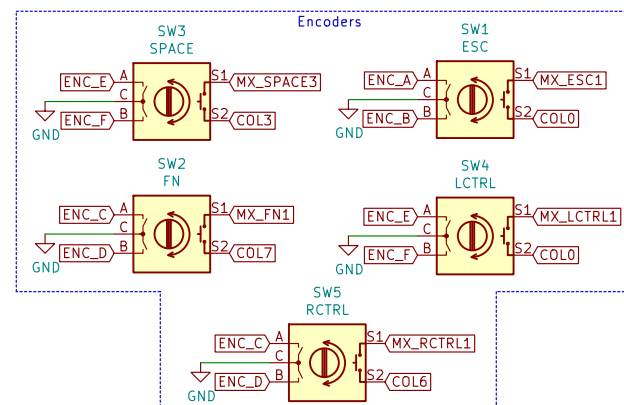 Encoders
SW3
SPACE
ENC_E A S1 MX_SPACE3
C
ENC_F B S2 COL3
GND
SW1
ESC
ENC_A A S1 MX_ESC1
C
ENC_B B S2 COL0
GND
SW2
FN
ENC_C A S1 MX_FN1
C
ENC_D B S2 COL7
GND
SW4
LCTRL
ENC_E A S1 MX_LCTRL1
C
ENC_F B S2 COL0
GND
SW5
RCTRL
ENC_C A S1 MX_RCTRL1
C
ENC_D B S2 COL6
GND